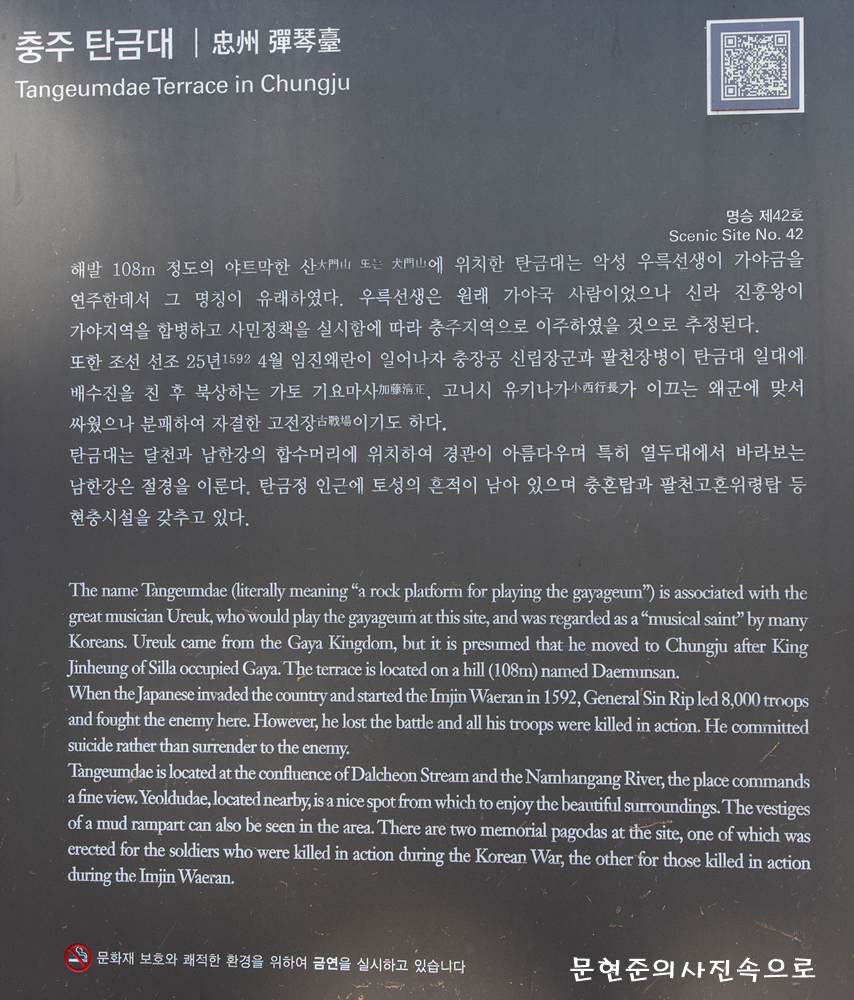 충주 탄금대 | 忠州 彈琴臺
Tangeumdae Terrace in Chungju
명승 제42호
Scenic Site No. 42
해발 108m 정도의 야트막한 산大門山 또는 犬門山에 위치한 탄금대는 악성 우륵선생이 가야금을
연주한데서 그 명칭이 유래하였다. 우륵선생은 원래 가야국 사람이었으나 신라 진흥왕이
가야지역을 합병하고 사민정책을 실시함에 따라 충주지역으로 이주하였을 것으로 추정된다.
또한 조선 선조 25년1592 4월 임진왜란이 일어나자 충장공 신립장군과 팔천장병이 탄금대 일대에
배수진을 친 후 북상하는 가토 기요마사加藤淸正, 고니시 유키나가小西行長가 이끄는 왜군에 맞서
싸웠으나 분패하여 자결한 고전장古戰場이기도 하다.
탄금대는 달천과 남한강의 합수머리에 위치하여 경관이 아름다우며 특히 열두대에서 바라보는
남한강은 절경을 이룬다. 탄금정 인근에 토성의 흔적이 남아 있으며 충혼탑과 팔천고혼위령탑 등
현충시설을 갖추고 있다.
The name Tangeumdae (literally meaning “a rock platform for playing the gayageum”) is associated with the
great musician Ureuk, who would play the gayageum at this site, and was regarded as a “musical saint” by many
Koreans. Ureuk came from the Gaya Kingdom, but it is presumed that he moved to Chungju after King
Jinheung of Silla occupied Gaya. The terrace is located on a hill (108m) named Daemunsan.
When the Japanese invaded the country and started the Imjin Waeran in 1592, General Sin Rip led 8,000 troops
and fought the enemy here. However, he lost the battle and all his troops were killed in action. He committed
suicide rather than surrender to the enemy.
Tangeumdae is located at the confluence of Dalcheon Stream and the Namhangang River, the place commands
a fine view. Yeoldudae, located nearby, is a nice spot from which to enjoy the beautiful surroundings. The vestiges
of a mud rampart can also be seen in the area. There are two memorial pagodas at the site, one of which was
erected for the soldiers who were killed in action during the Korean War, the other for those killed in action
during the Imjin Waeran.
문화재 보호와 쾌적한 환경을 위하여 금연을 실시하고 있습니다
문현준의사진속으로